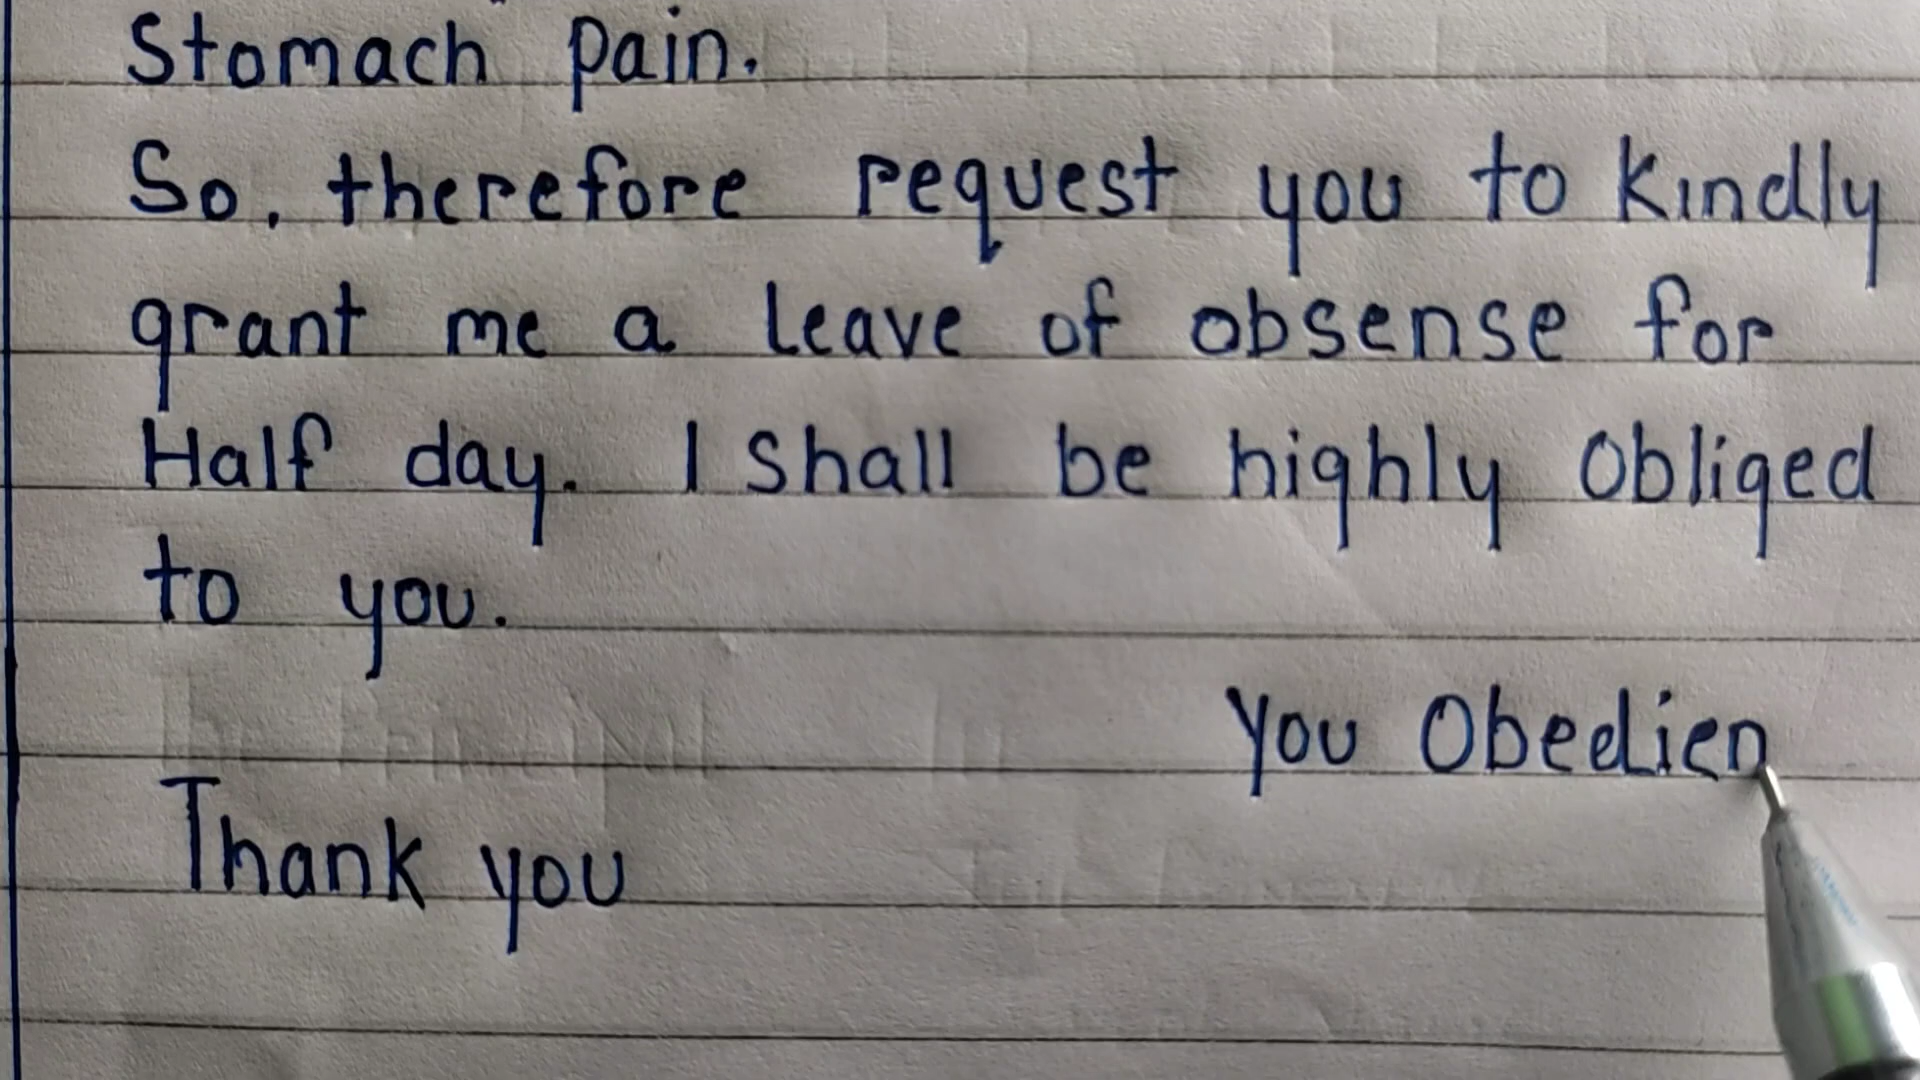 Stomach pain.
So, therefore request you to kindly
grant me a leave of obsense for
Half day. I shall be highly obliged
to you.
You Obedien
Thank you